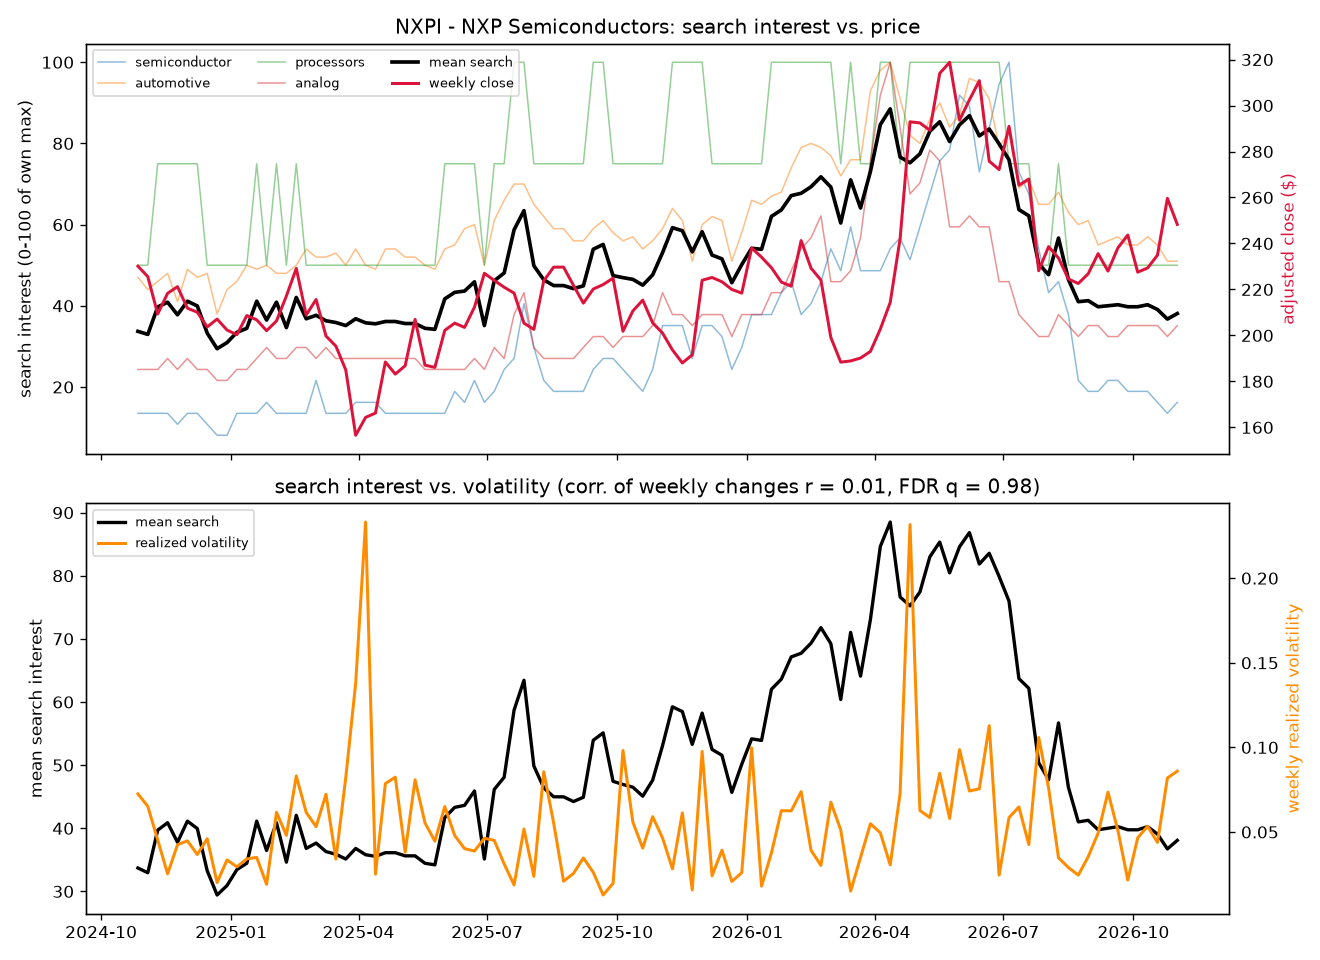 NXPI - NXP Semiconductors: search interest vs. price
semiconductor
automotive
processors
analog
mean search
weekly close
100
80
60
40
20
search interest (0-100 of own max)
320
300
280
260
240
220
200
180
160
adjusted close ($)
search interest vs. volatility (corr. of weekly changes r = 0.01, FDR q = 0.98)
mean search
realized volatility
90
80
70
60
50
40
30
mean search interest
0.20
0.15
0.10
0.05
weekly realized volatility
2024-10
2025-01
2025-04
2025-07
2025-10
2026-01
2026-04
2026-07
2026-10